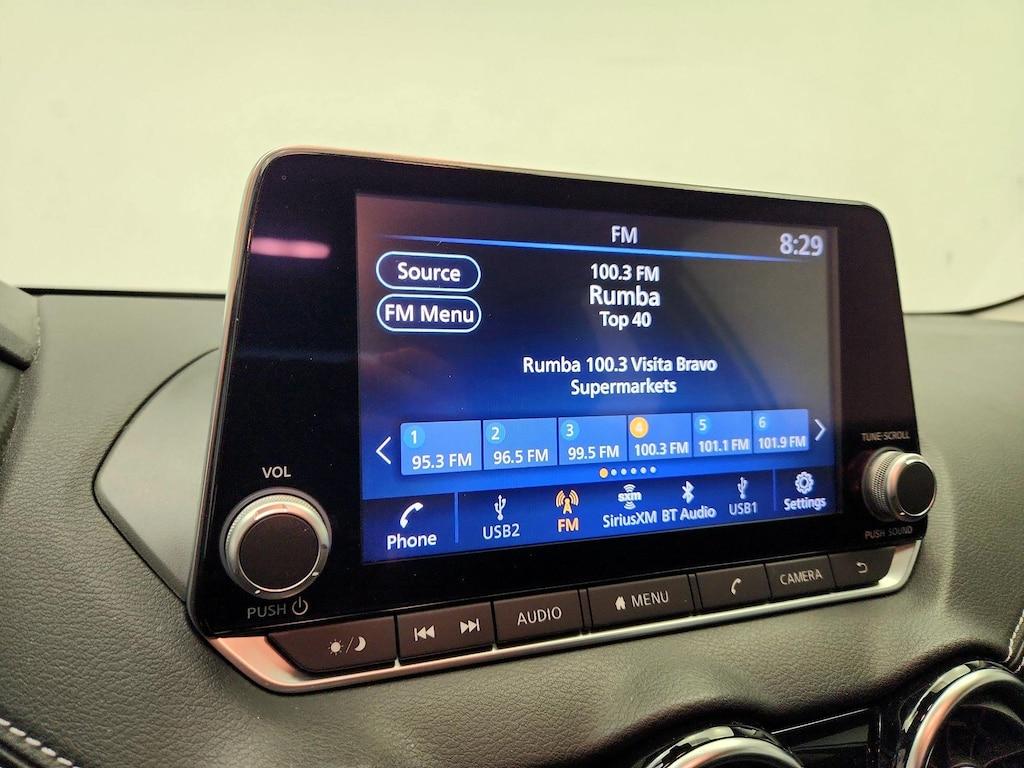 FM
8:29
Source
FM Menu
100.3 FM
Rumba
Top 40
Rumba 100.3 Visita Bravo
Supermarkets
1
95.3 FM
2
96.5 FM
3
99.5 FM
4
100.3 FM
5
101.1 FM
6
101.9 FM
Phone
USB2
FM
sxm
SiriusXM
BT Audio
USB1
Settings
VOL
PUSH
TUNE·SCROLL
PUSH SOUND
AUDIO
MENU
CAMERA